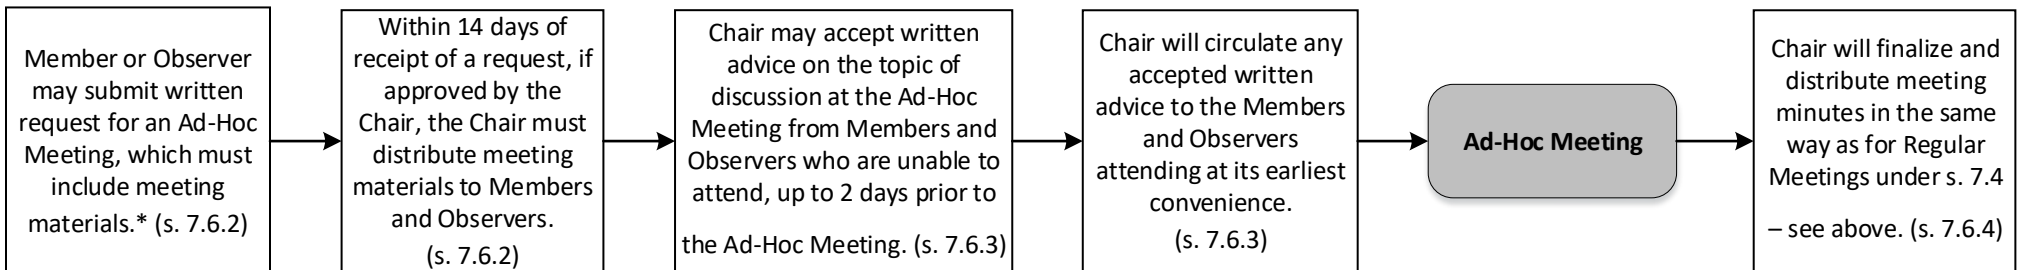 Member or Observer
may submit written
request for an Ad-Hoc
Meeting, which must
include meeting
materials.* (s. 7.6.2)
Within 14 days of
receipt of a request, if
approved by the
Chair, the Chair must
distribute meeting
materials to Members
and Observers.
(s. 7.6.2)
Chair may accept written
advice on the topic of
discussion at the Ad-Hoc
Meeting from Members and
Observers who are unable to
attend, up to 2 days prior to
the Ad-Hoc Meeting. (s. 7.6.3)
Chair will circulate any
accepted written
advice to the Members
and Observers
attending at its earliest
convenience.
(s. 7.6.3)
Ad-Hoc Meeting
Chair will finalize and
distribute meeting
minutes in the same
way as for Regular
Meetings under s. 7.4
– see above. (s. 7.6.4)